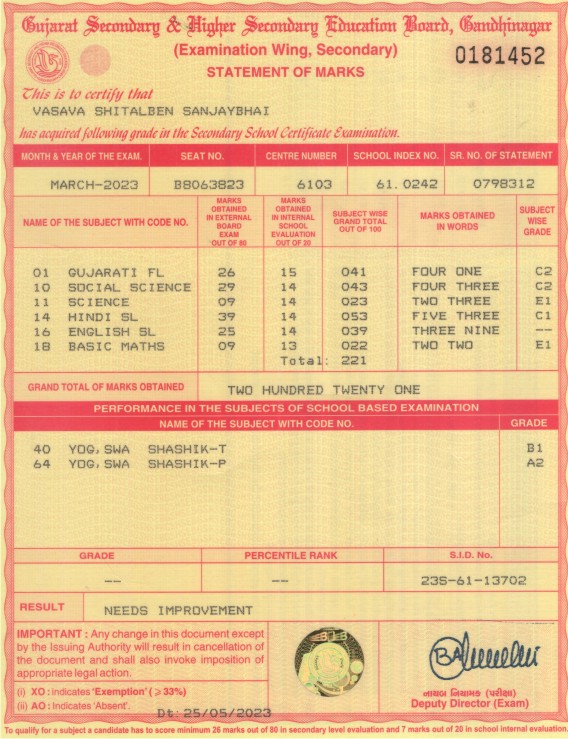 Gujarat Secondary & Higher Secondary Education Board, Gandhinagar
(Examination Wing, Secondary)
0181452
STATEMENT OF MARKS
This is to certify that
VASAVA SHITALBEN SANJAYBHAI
has acquired following grade in the Secondary School Certificate Examination.
MONTH & YEAR OF THE EXAM. SEAT NO. CENTRE NUMBER SCHOOL INDEX NO. SR. NO. OF STATEMENT
MARCH-2023 B8063823 6103 61.0242 0798312
NAME OF THE SUBJECT WITH CODE NO. MARKS OBTAINED IN EXTERNAL BOARD EXAM OUT OF 80 MARKS OBTAINED IN INTERNAL SCHOOL EVALUATION OUT OF 20 SUBJECT WISE GRAND TOTAL OUT OF 100 MARKS OBTAINED IN WORDS SUBJECT WISE GRADE
01 GUJARATI FL 26 15 041 FOUR ONE C2
10 SOCIAL SCIENCE 29 14 043 FOUR THREE C2
11 SCIENCE 09 14 023 TWO THREE E1
14 HINDI SL 39 14 053 FIVE THREE C1
16 ENGLISH SL 25 14 039 THREE NINE --
18 BASIC MATHS 09 13 022 TWO TWO E1
Total: 221
GRAND TOTAL OF MARKS OBTAINED TWO HUNDRED TWENTY ONE
PERFORMANCE IN THE SUBJECTS OF SCHOOL BASED EXAMINATION
NAME OF THE SUBJECT WITH CODE NO. GRADE
40 YOG,SWA SHASHIK-T B1
64 YOG,SWA SHASHIK-P A2
GRADE PERCENTILE RANK S.I.D. No.
-- -- 235-61-13702
RESULT NEEDS IMPROVEMENT
IMPORTANT : Any change in this document except
by the Issuing Authority will result in cancellation of
the document and shall also invoke imposition of
appropriate legal action.
(i) XO : indicates 'Exemption' ( ⩾ 33%)
(ii) AO : Indicates 'Absent'.
Dt: 25/05/2023
નાયબ નિયામક (પરીક્ષા)
Deputy Director (Exam)
To qualify for a subject a candidate has to score minimum 26 marks out of 80 in secondary level evaluation and 7 marks out of 20 in school internal evaluation.